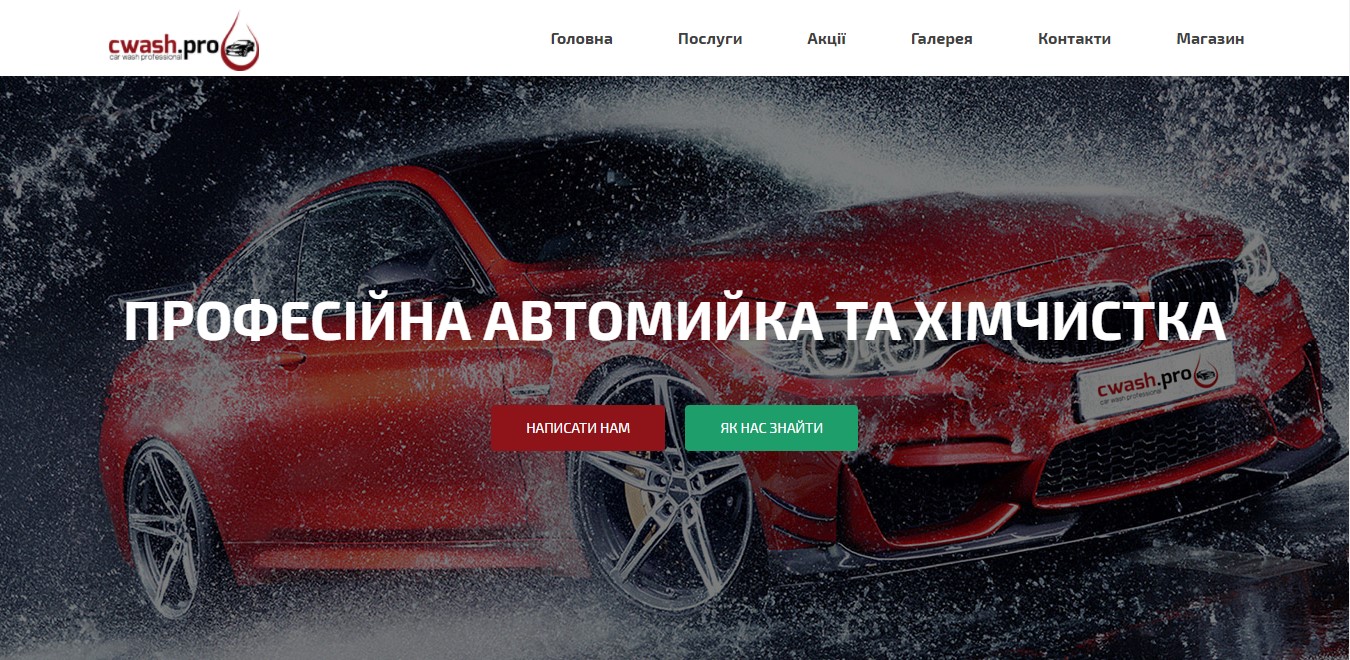 cwash.pro
car wash professional
Головна
Послуги
Акції
Галерея
Контакти
Магазин
ПРОФЕСІЙНА АВТОМИЙКА ТА ХІМЧИСТКА
cwash.pro
car wash professional
НАПИСАТИ НАМ
ЯК НАС ЗНАЙТИ